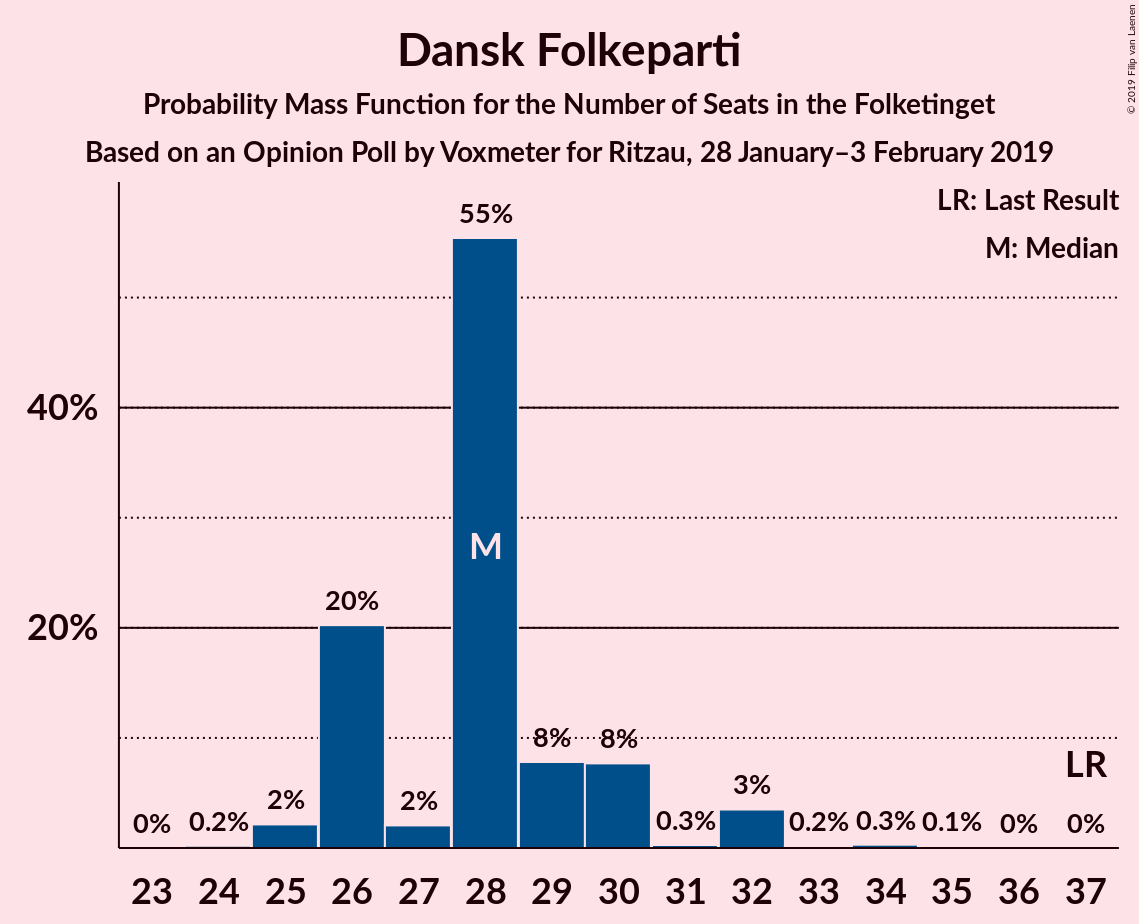 Dansk Folkeparti
Probability Mass Function for the Number of Seats in the Folketinget
Based on an Opinion Poll by Voxmeter for Ritzau, 28 January–3 February 2019
© 2019 Filip van Laenen
LR: Last Result
M: Median
55%
40%
M
20%
20%
8%
8%
LR
3%
2%
2%
0%
0.2%
0.3%
0.2%
0.3%
0.1%
0%
0%
23 24 25 26 27 28 29 30 31 32 33 34 35 36 37